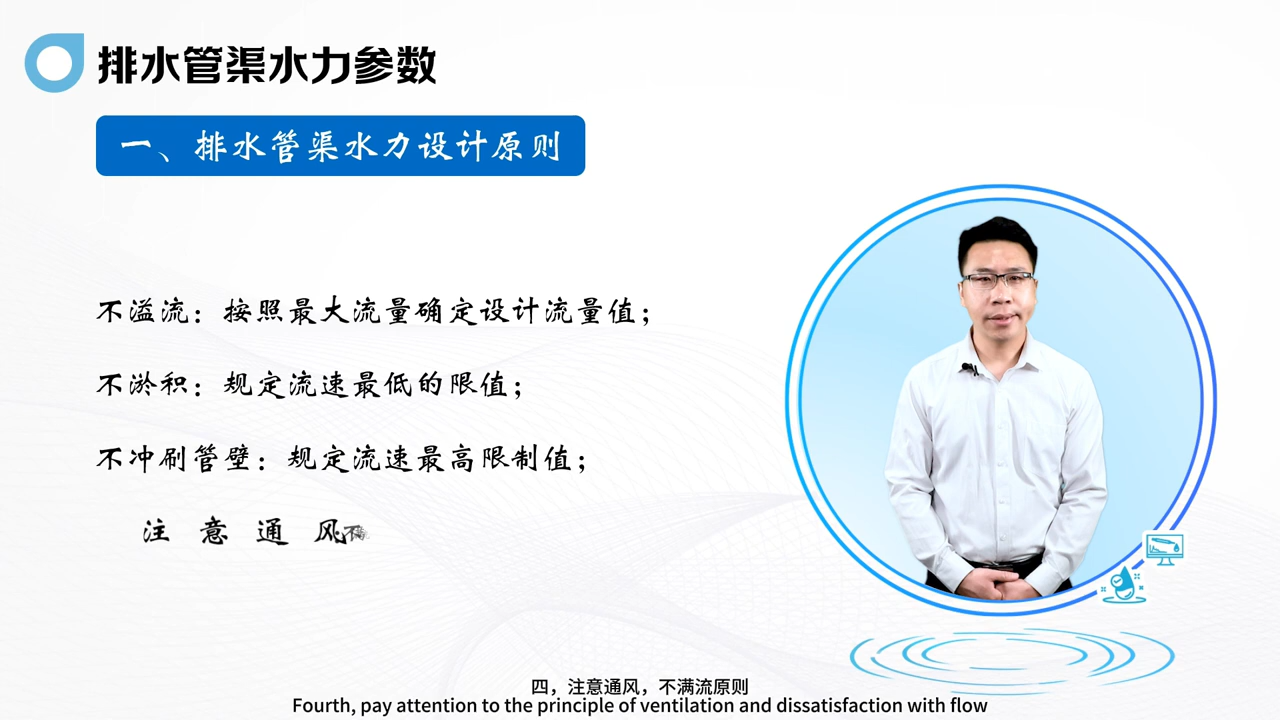 排水管渠水力参数
一、排水管渠水力设计原则
不溢流：按照最大流量确定设计流量值；
不淤积：规定流速最低的限值；
不冲刷管壁：规定流速最高限制值；
注意通风
四，注意通风，不满流原则
Fourth, pay attention to the principle of ventilation and dissatisfaction with flow